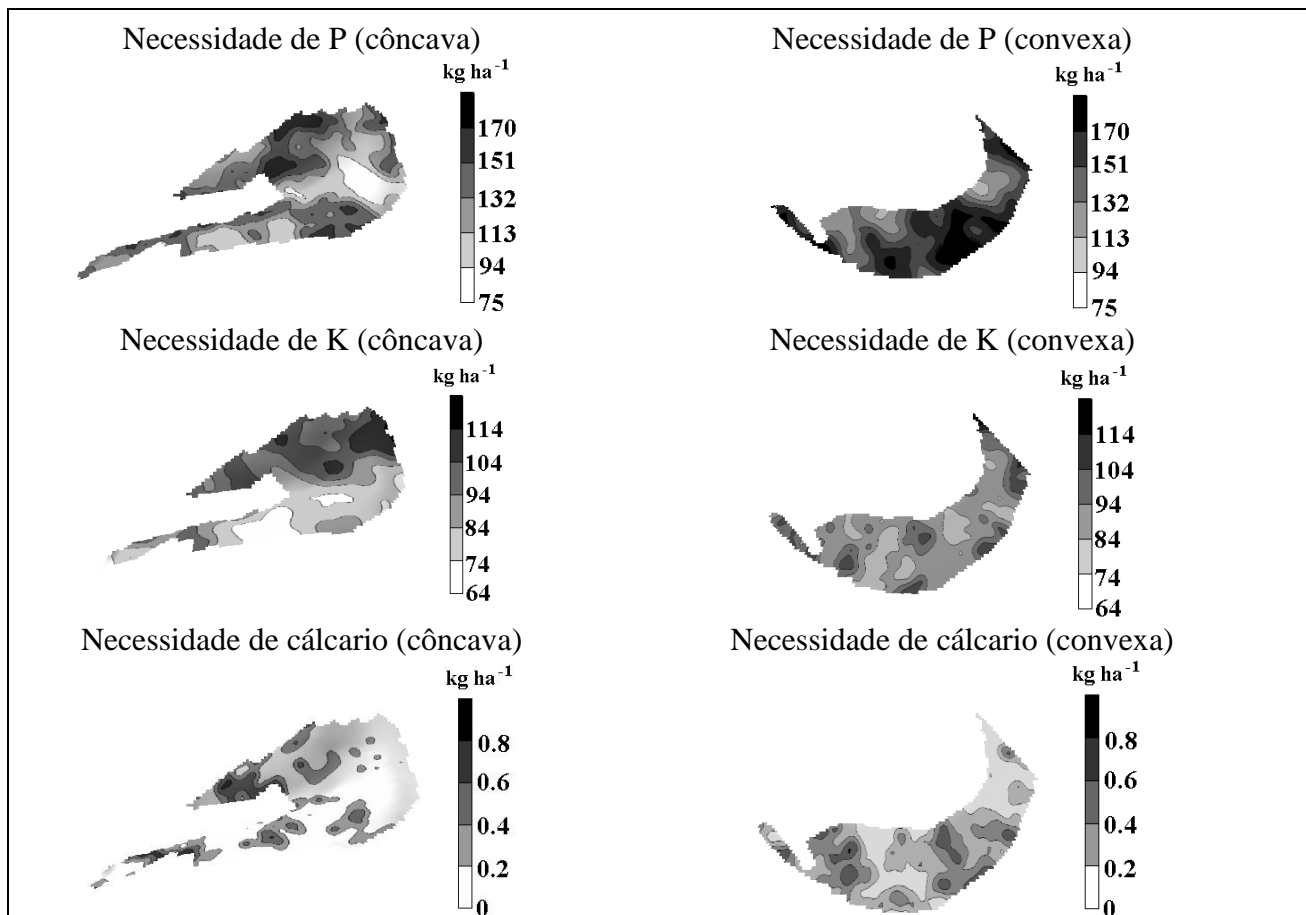 Necessidade de P (côncava)
kg ha⁻¹
170
151
132
113
94
75
Necessidade de P (convexa)
kg ha⁻¹
170
151
132
113
94
75
Necessidade de K (côncava)
kg ha⁻¹
114
104
94
84
74
64
Necessidade de K (convexa)
kg ha⁻¹
114
104
94
84
74
64
Necessidade de cálcario (côncava)
kg ha⁻¹
0.8
0.6
0.4
0.2
0
Necessidade de cálcario (convexa)
kg ha⁻¹
0.8
0.6
0.4
0.2
0